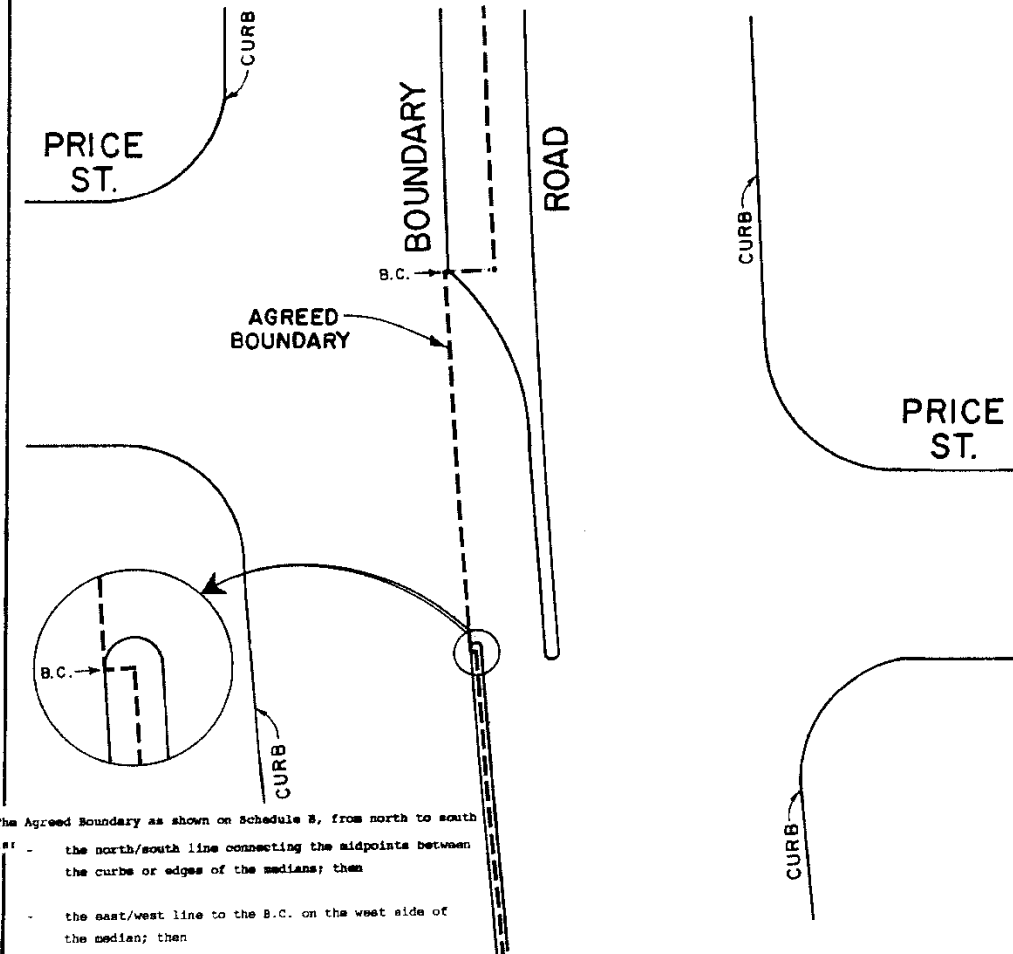 CURB
PRICE
ST.
BOUNDARY
ROAD
CURB
B.C.
AGREED
BOUNDARY
PRICE
ST.
B.C.
CURB
CURB
The Agreed Boundary as shown on Schedule B, from north to south
- the north/south line connecting the midpoints between
the curbs or edges of the medians; then
- the east/west line to the B.C. on the west side of
the median; then